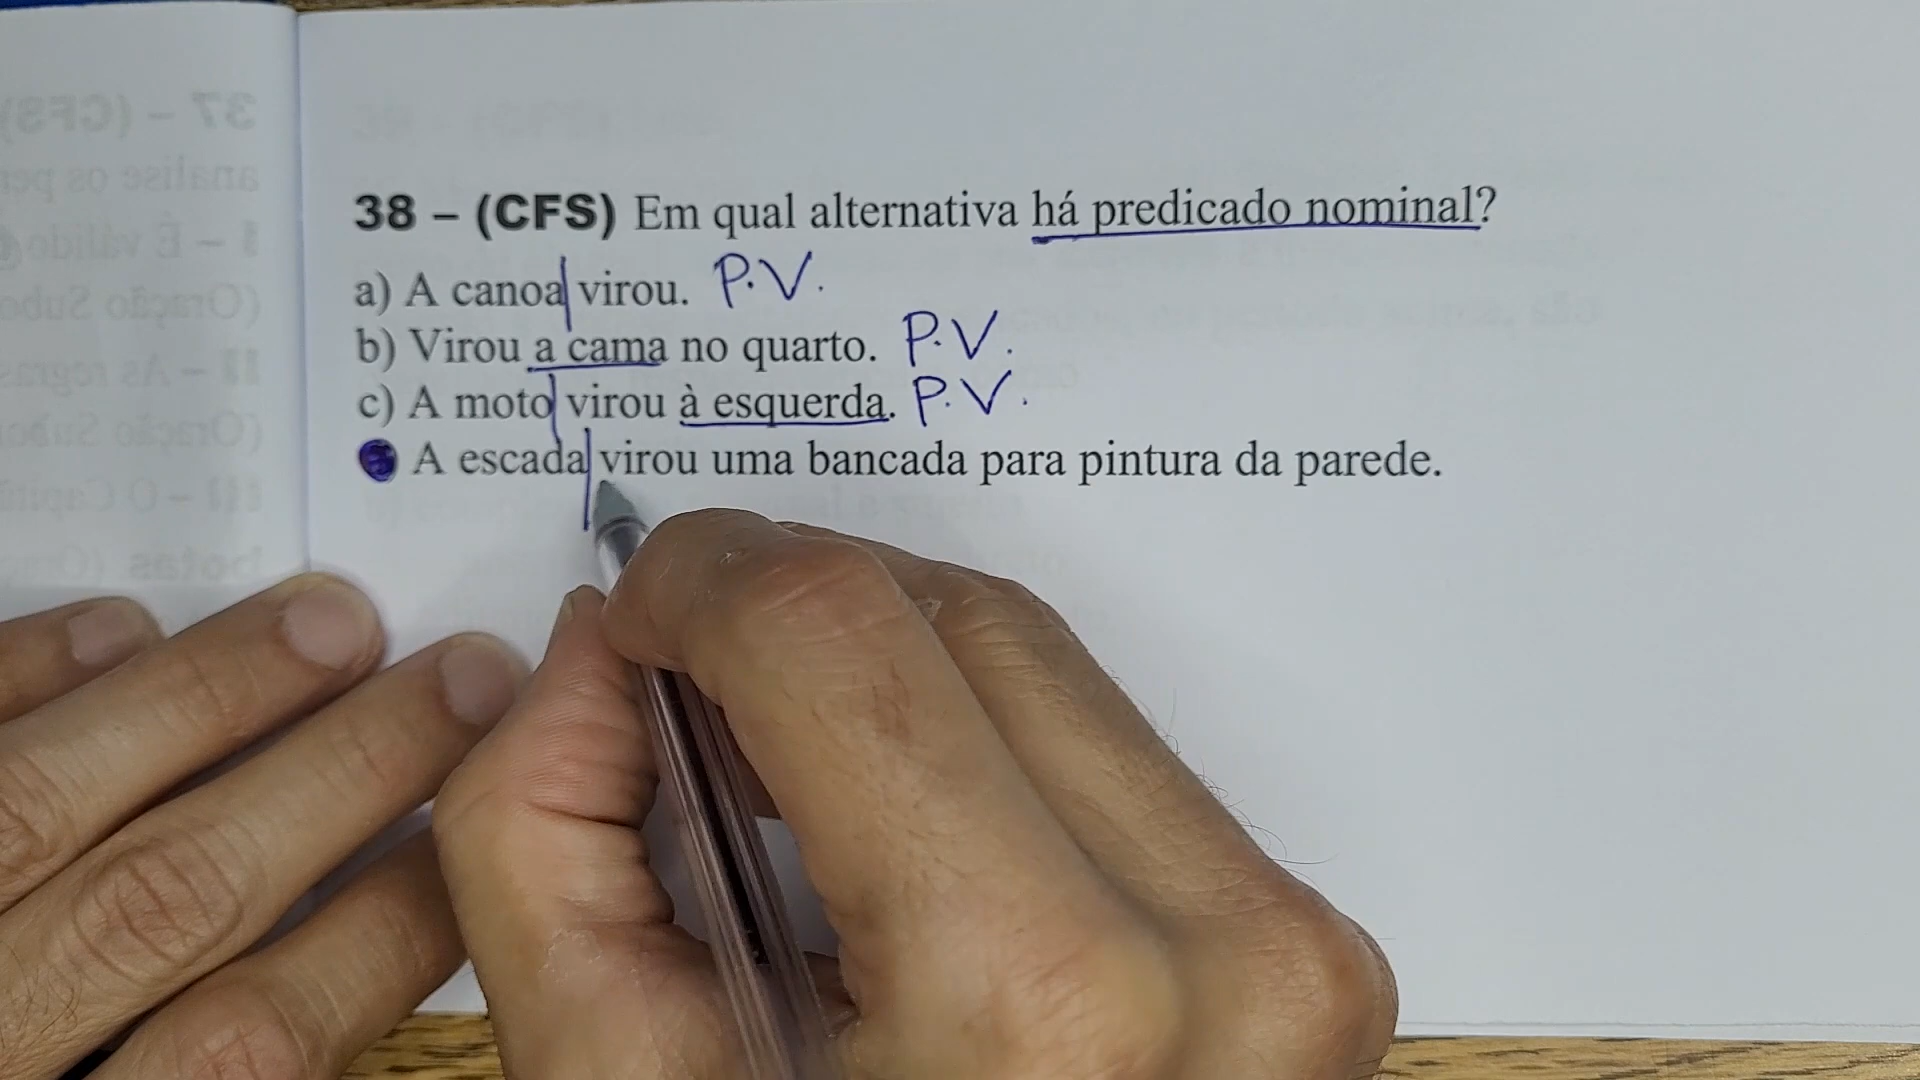 38 – (CFS) Em qual alternativa há predicado nominal?
a) A canoa virou. P.V.
b) Virou a cama no quarto. P.V.
c) A moto virou à esquerda. P.V.
A escada virou uma bancada para pintura da parede.